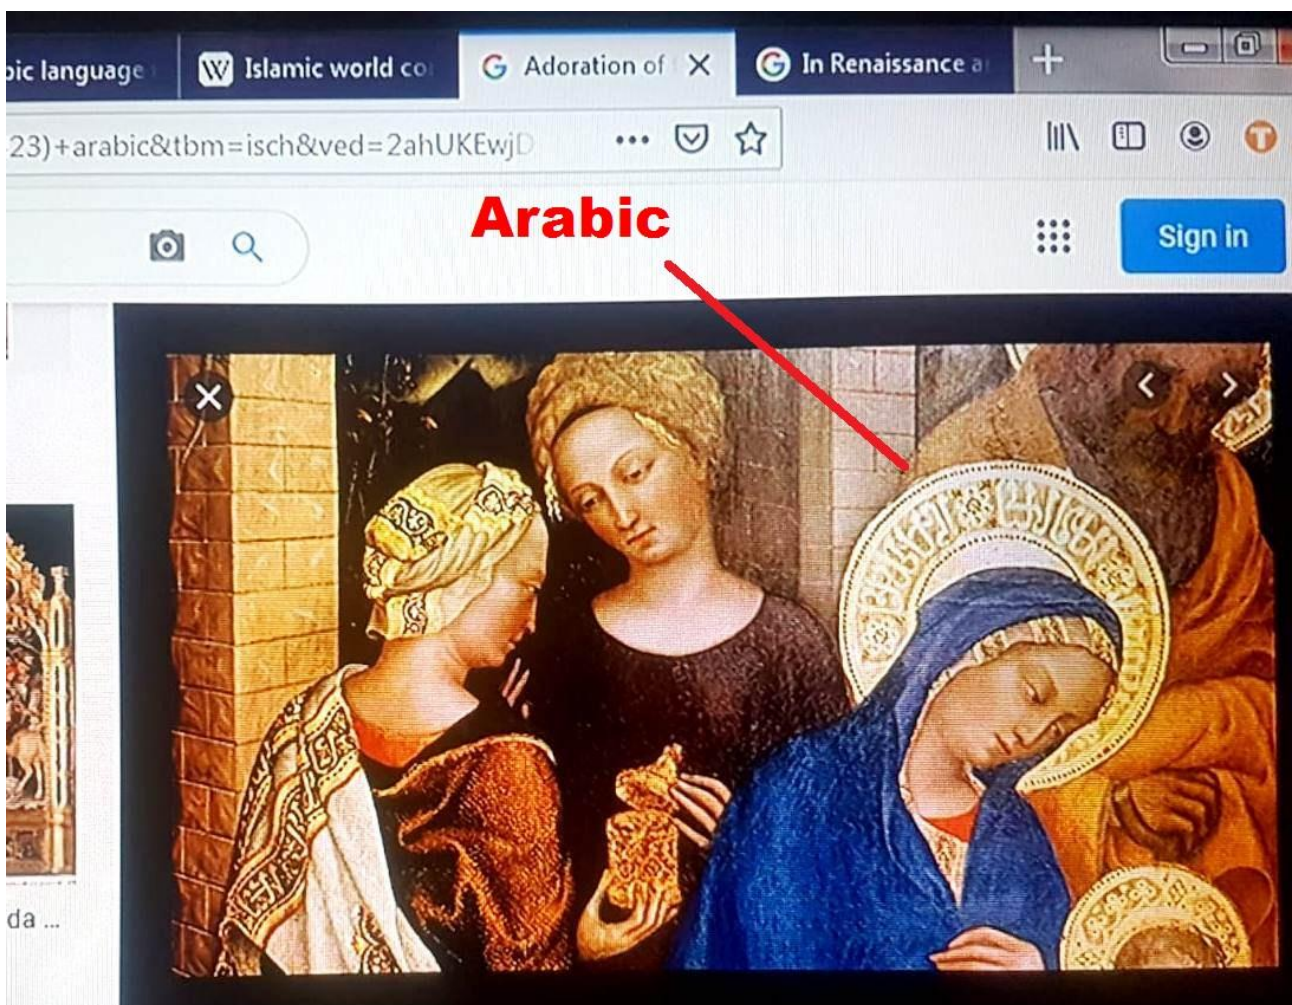 bic language
Islamic world co
Adoration of
In Renaissance a
23)+arabic&tbm=isch&ved=2ahUKEwjD
Arabic
Sign in
da ...